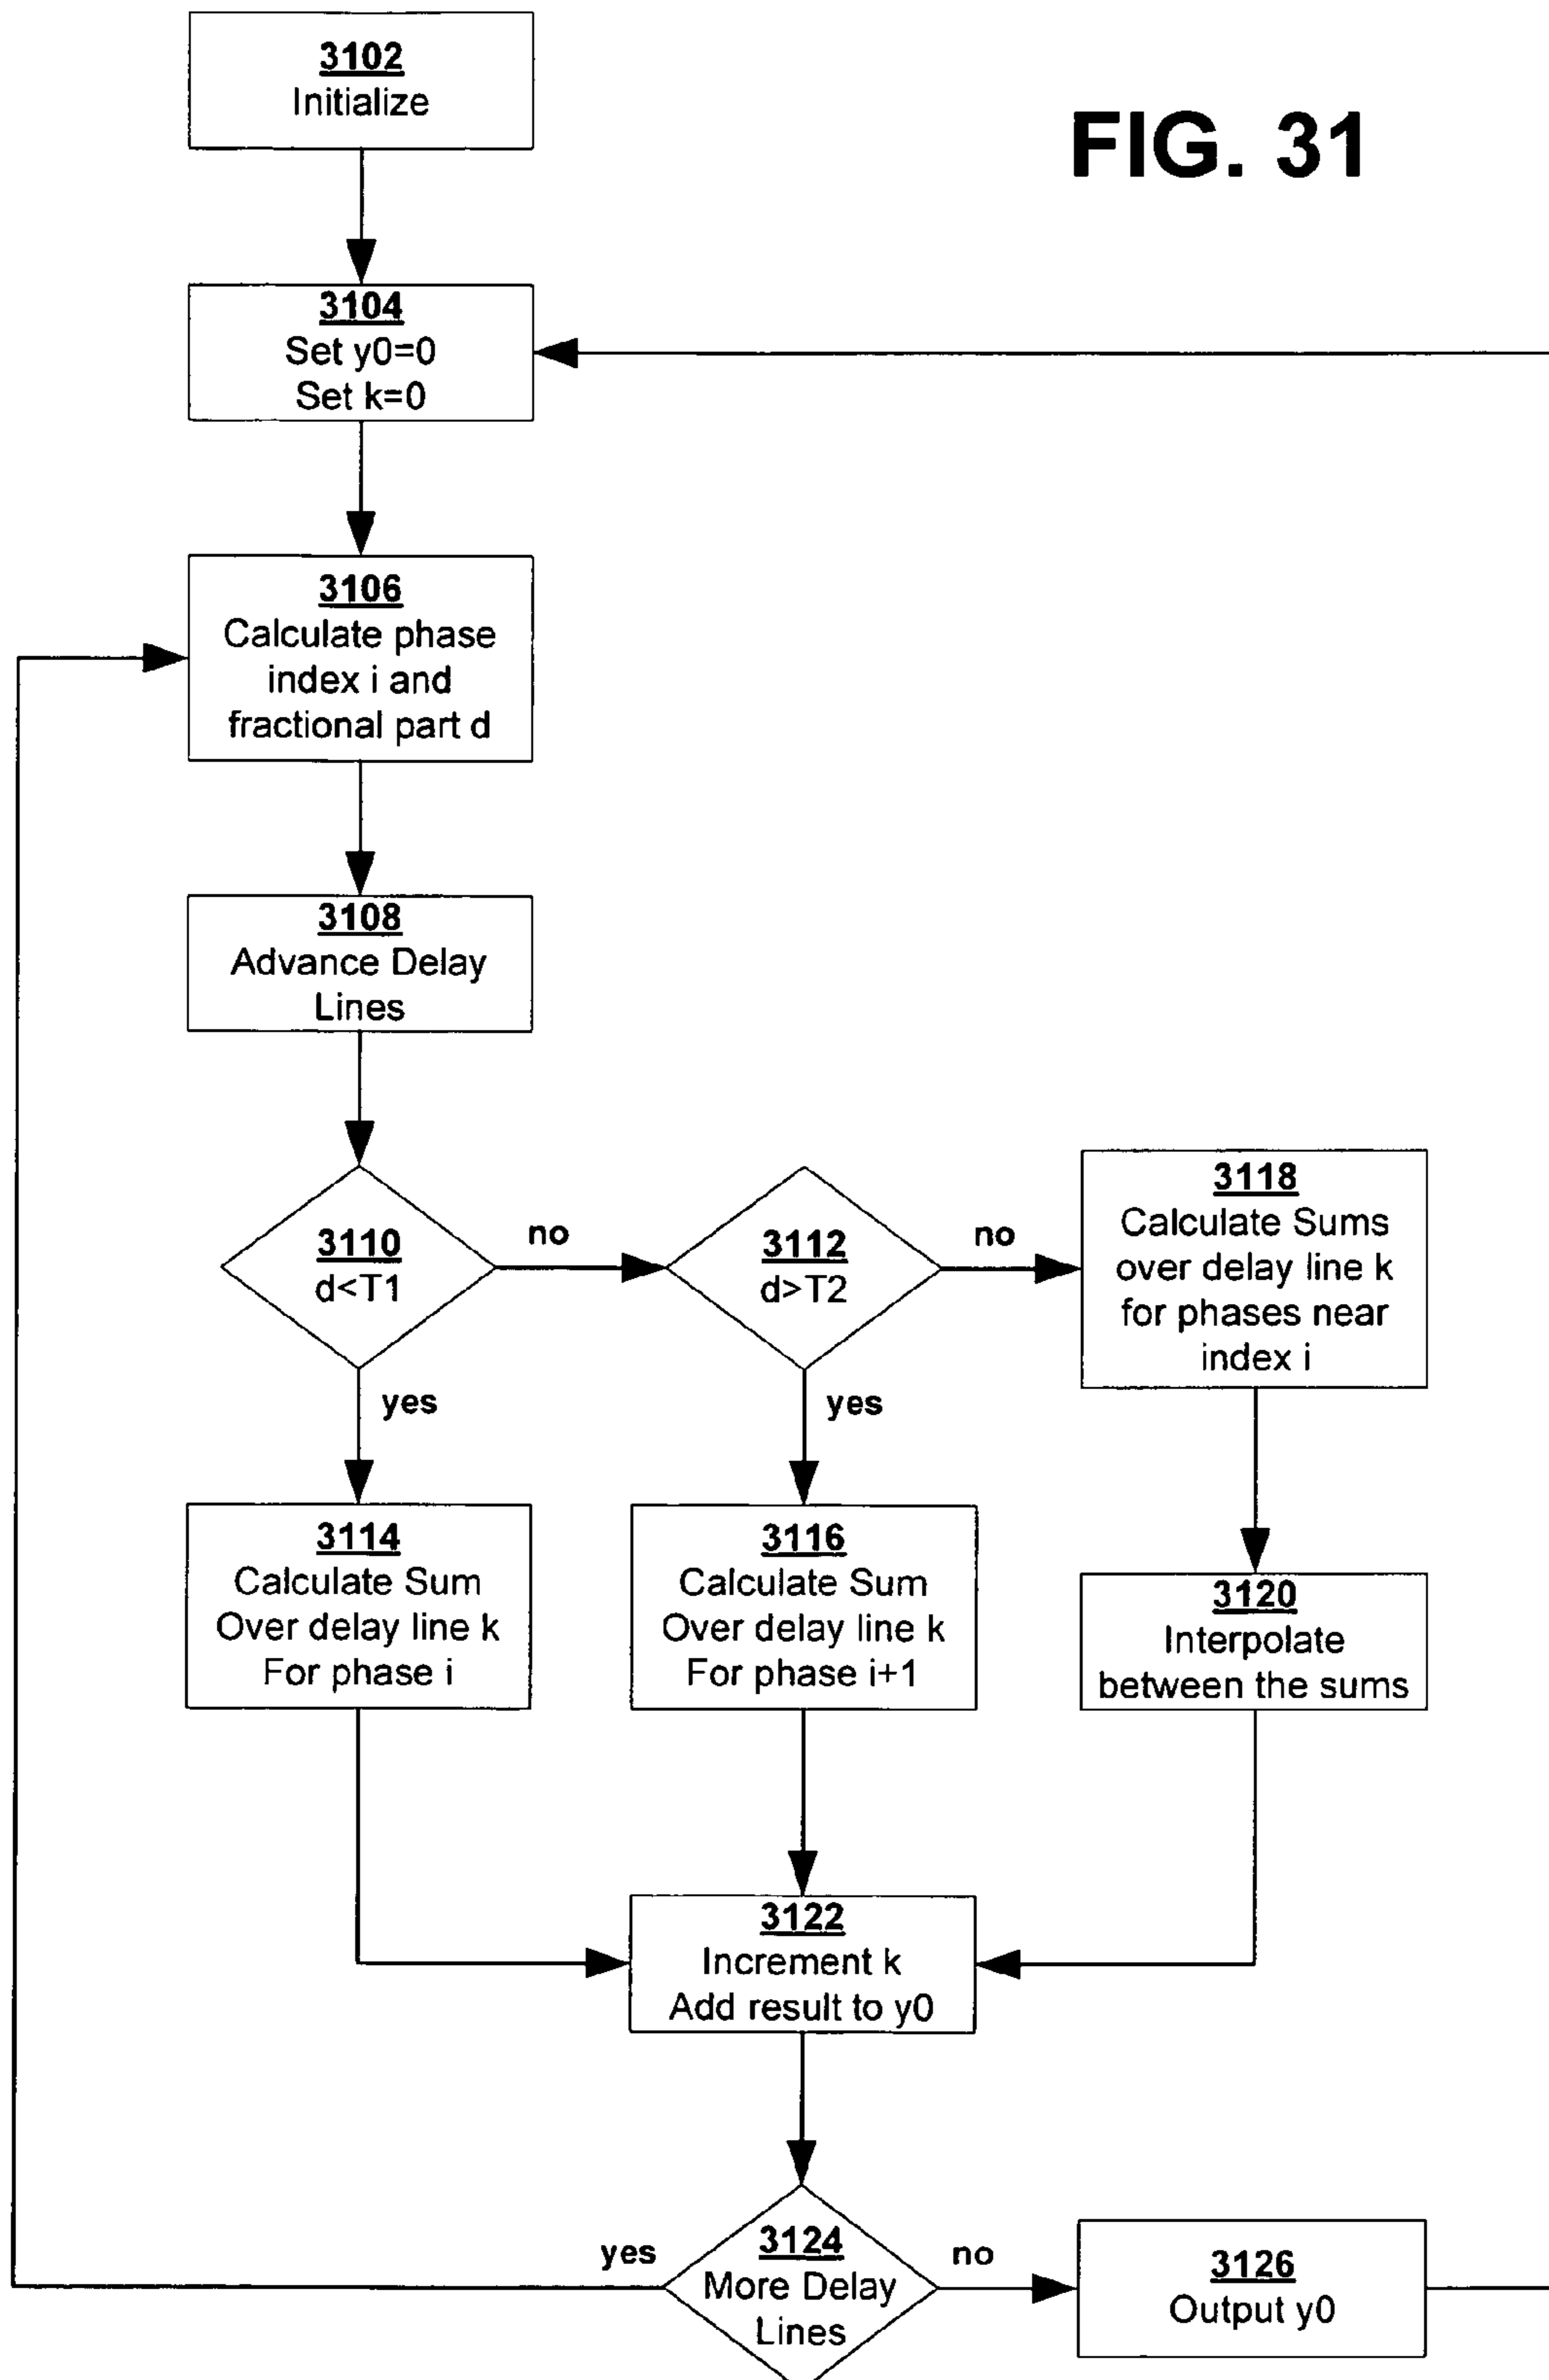 3102
Initialize
FIG. 31
3104
Set y0=0
Set k=0
3106
Calculate phase
index i and
fractional part d
3108
Advance Delay
Lines
3110
d<T1
no
yes
3112
d>T2
no
yes
3118
Calculate Sums
over delay line k
for phases near
index i
3114
Calculate Sum
Over delay line k
For phase i
3116
Calculate Sum
Over delay line k
For phase i+1
3120
Interpolate
between the sums
3122
Increment k
Add result to y0
yes
3124
More Delay
Lines
no
3126
Output y0